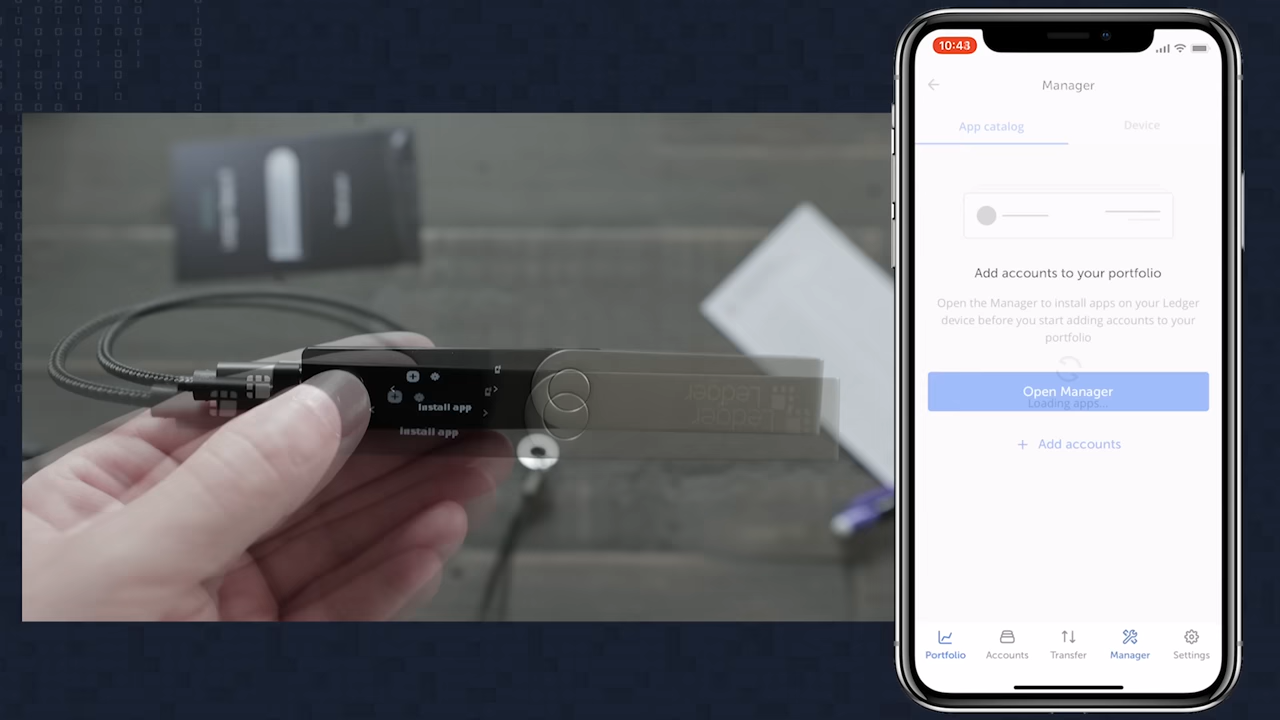 10:43
Manager
App catalog
Device
Add accounts to your portfolio
Open the Manager to install apps on your Ledger
device before you start adding accounts to your
portfolio
Open Manager
Loading apps...
+ Add accounts
Portfolio
Accounts
Transfer
Manager
Settings
Install app
Install app
Ledger
Ledger